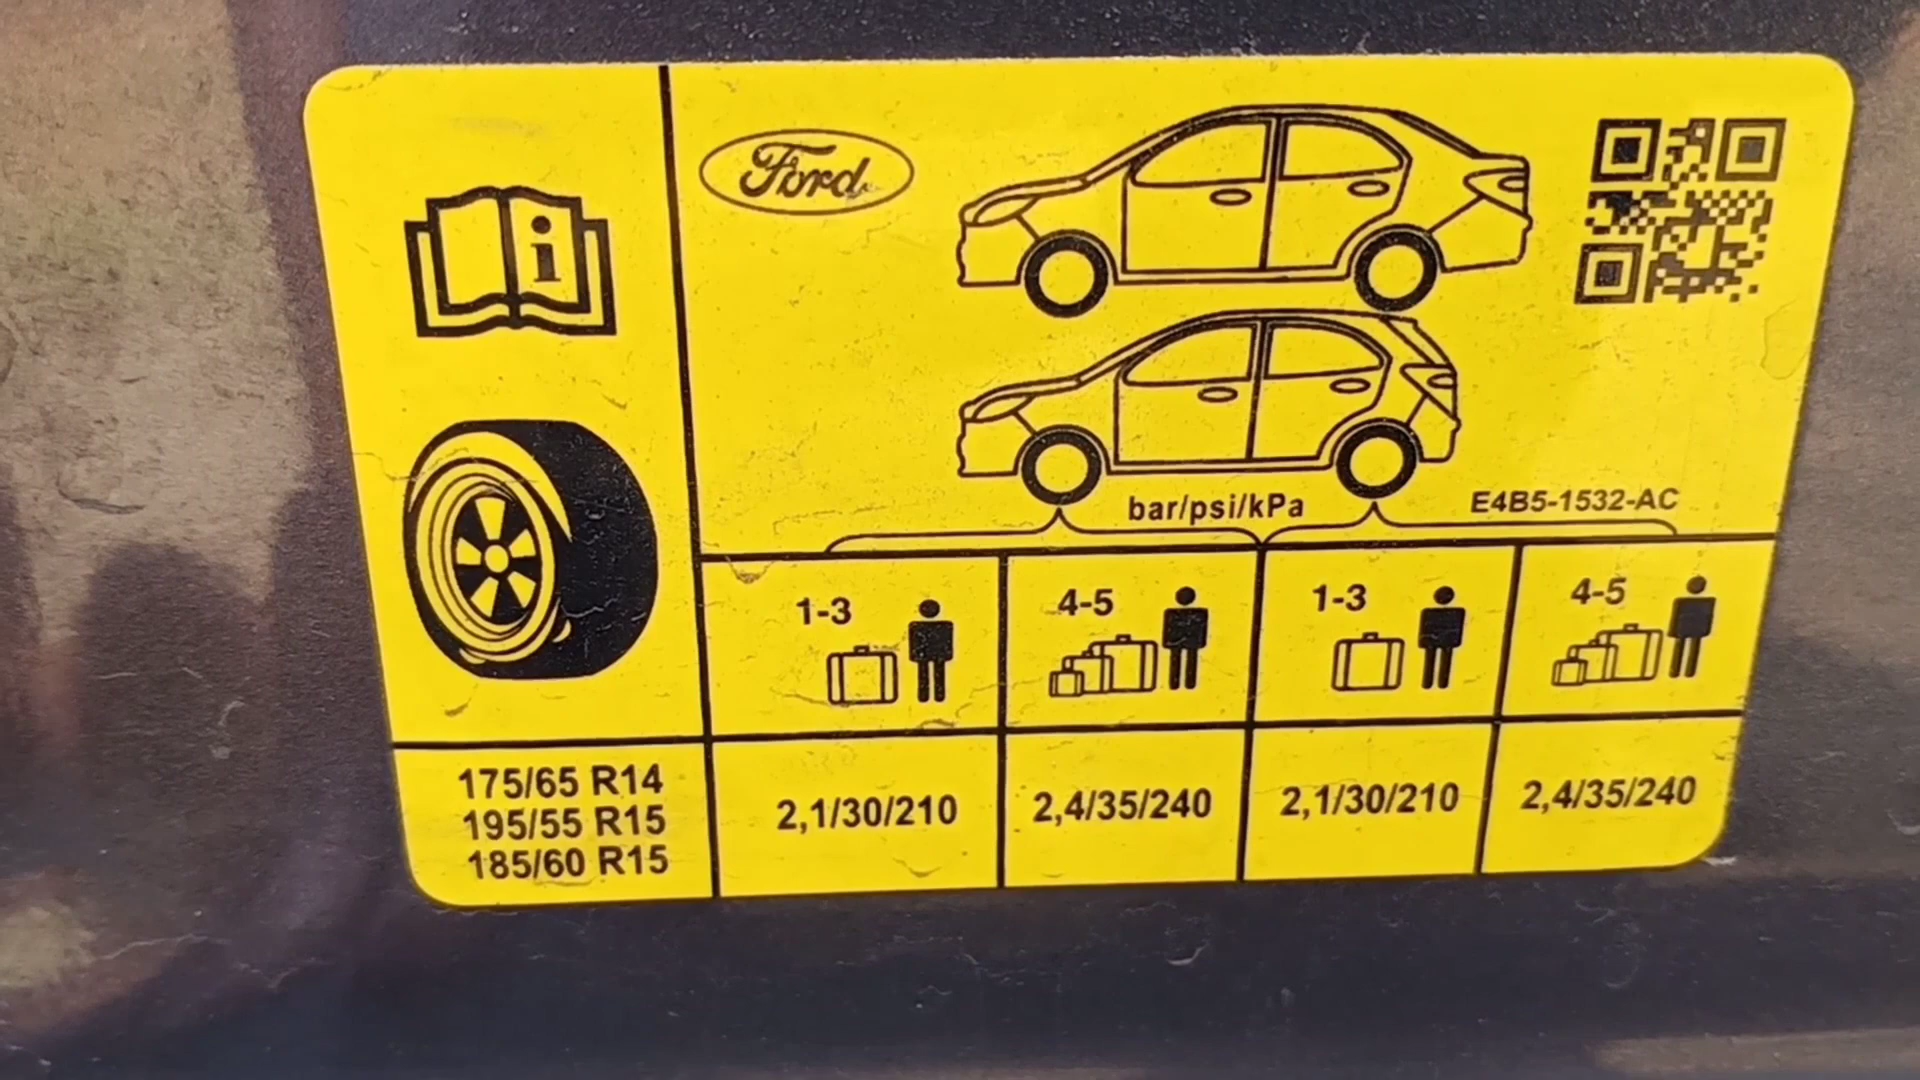 Ford
i
bar/psi/kPa
E4B5-1532-AC
1-3
4-5
1-3
4-5
175/65 R14
195/55 R15
185/60 R15
2,1/30/210
2,4/35/240
2,1/30/210
2,4/35/240